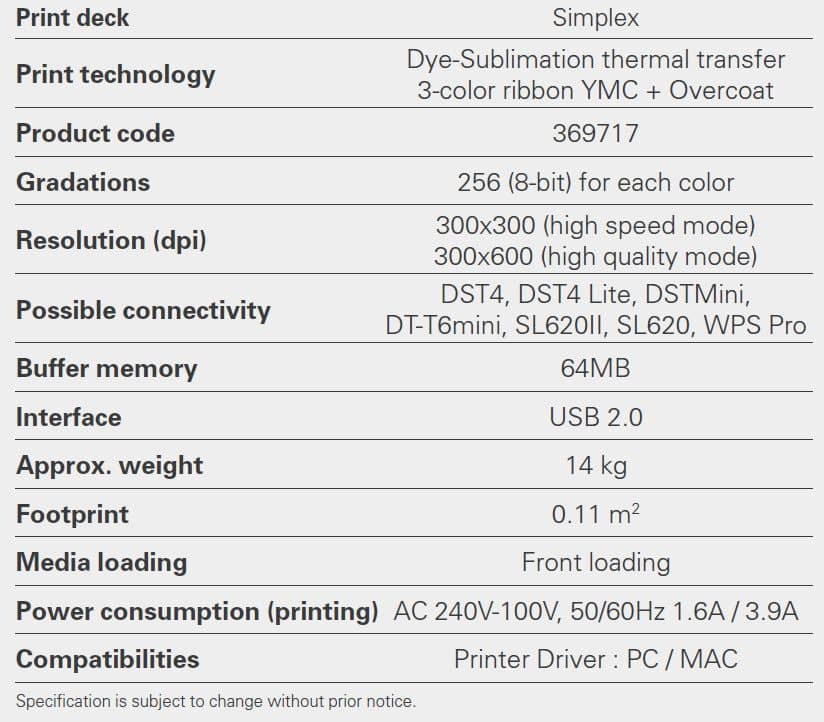 Print deck Simplex
Print technology Dye-Sublimation thermal transfer
3-color ribbon YMC + Overcoat
Product code 369717
Gradations 256 (8-bit) for each color
Resolution (dpi) 300x300 (high speed mode)
300x600 (high quality mode)
Possible connectivity DST4, DST4 Lite, DSTMini,
DT-T6mini, SL620II, SL620, WPS Pro
Buffer memory 64MB
Interface USB 2.0
Approx. weight 14 kg
Footprint 0.11 m²
Media loading Front loading
Power consumption (printing) AC 240V-100V, 50/60Hz 1.6A / 3.9A
Compatibilities Printer Driver : PC / MAC
Specification is subject to change without prior notice.